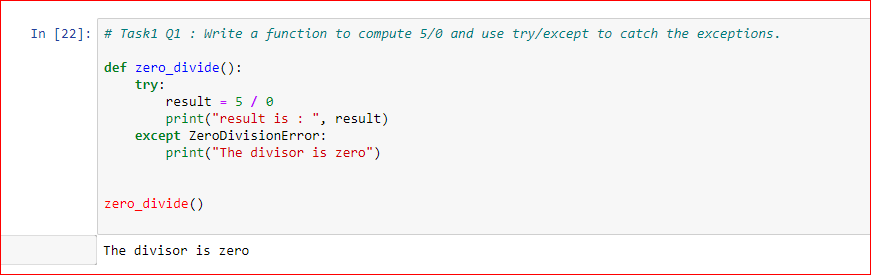 In [22]: # Task1 Q1 : Write a function to compute 5/0 and use try/except to catch the exceptions.
def zero_divide():
    try:
        result = 5 / 0
        print("result is : ", result)
    except ZeroDivisionError:
        print("The divisor is zero")
zero_divide()
The divisor is zero